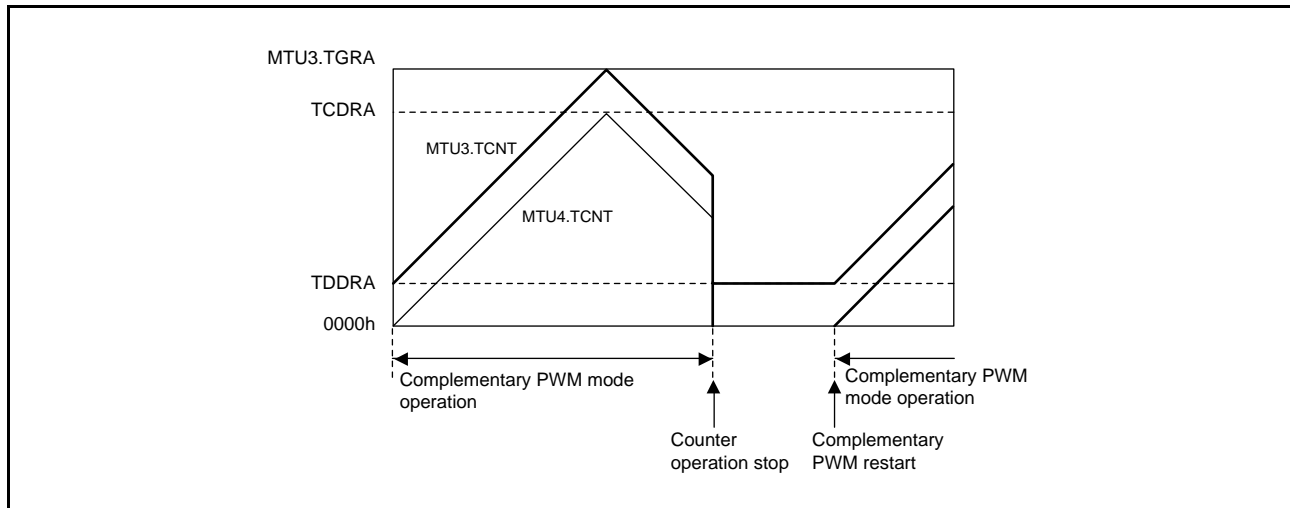 MTU3.TGRA
TCDRA
MTU3.TCNT
MTU4.TCNT
TDDRA
0000h
Complementary PWM mode
operation
Complementary PWM
mode operation
Counter
operation stop
Complementary
PWM restart